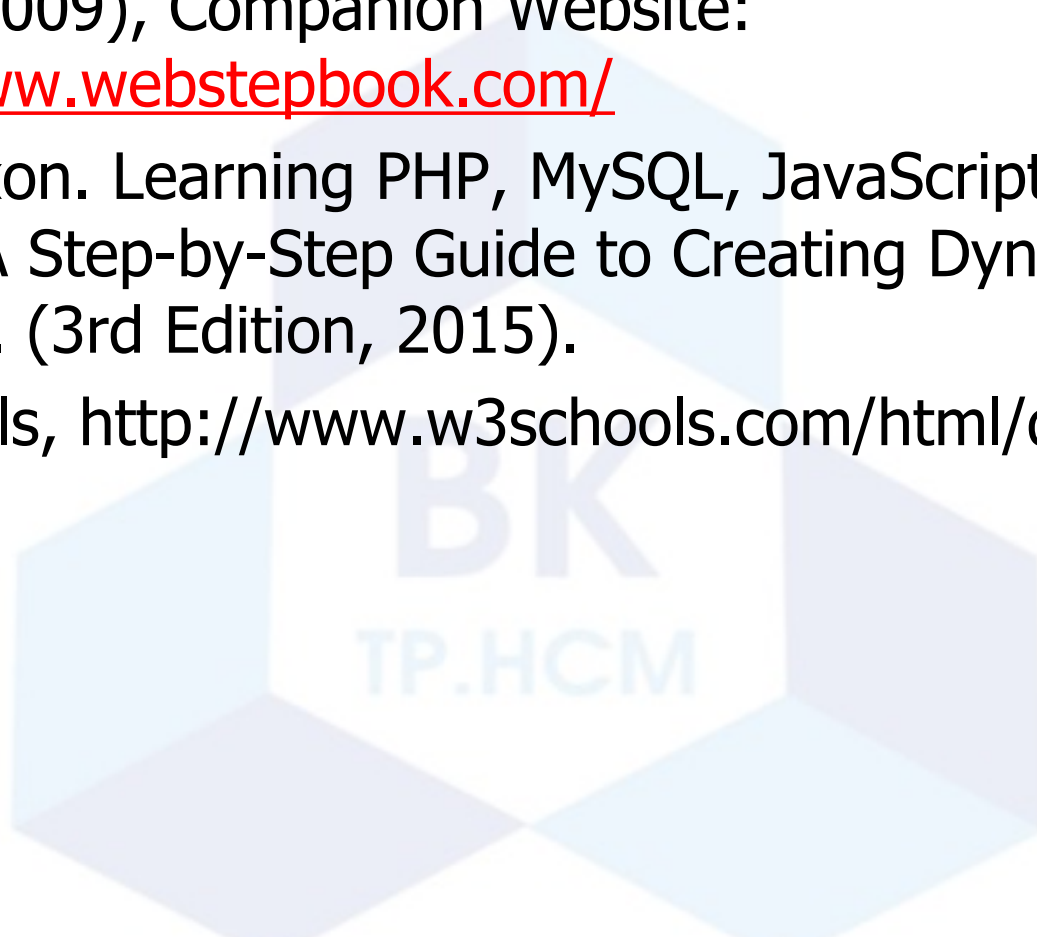 009), Companion Website:
ww.webstepbook.com/
on. Learning PHP, MySQL, JavaScript
A Step-by-Step Guide to Creating Dyn
. (3rd Edition, 2015).
ls, http://www.w3schools.com/html/
BK
TP.HCM